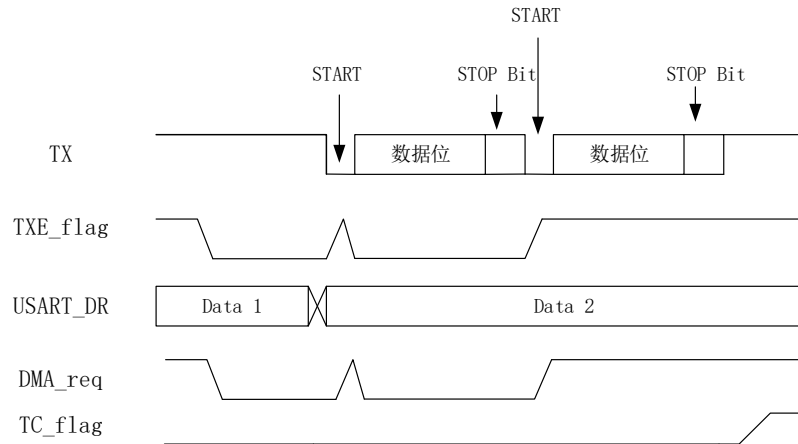 START
START
STOP Bit
STOP Bit
TX
数据位
数据位
TXE_flag
USART_DR
Data 1
Data 2
DMA_req
TC_flag